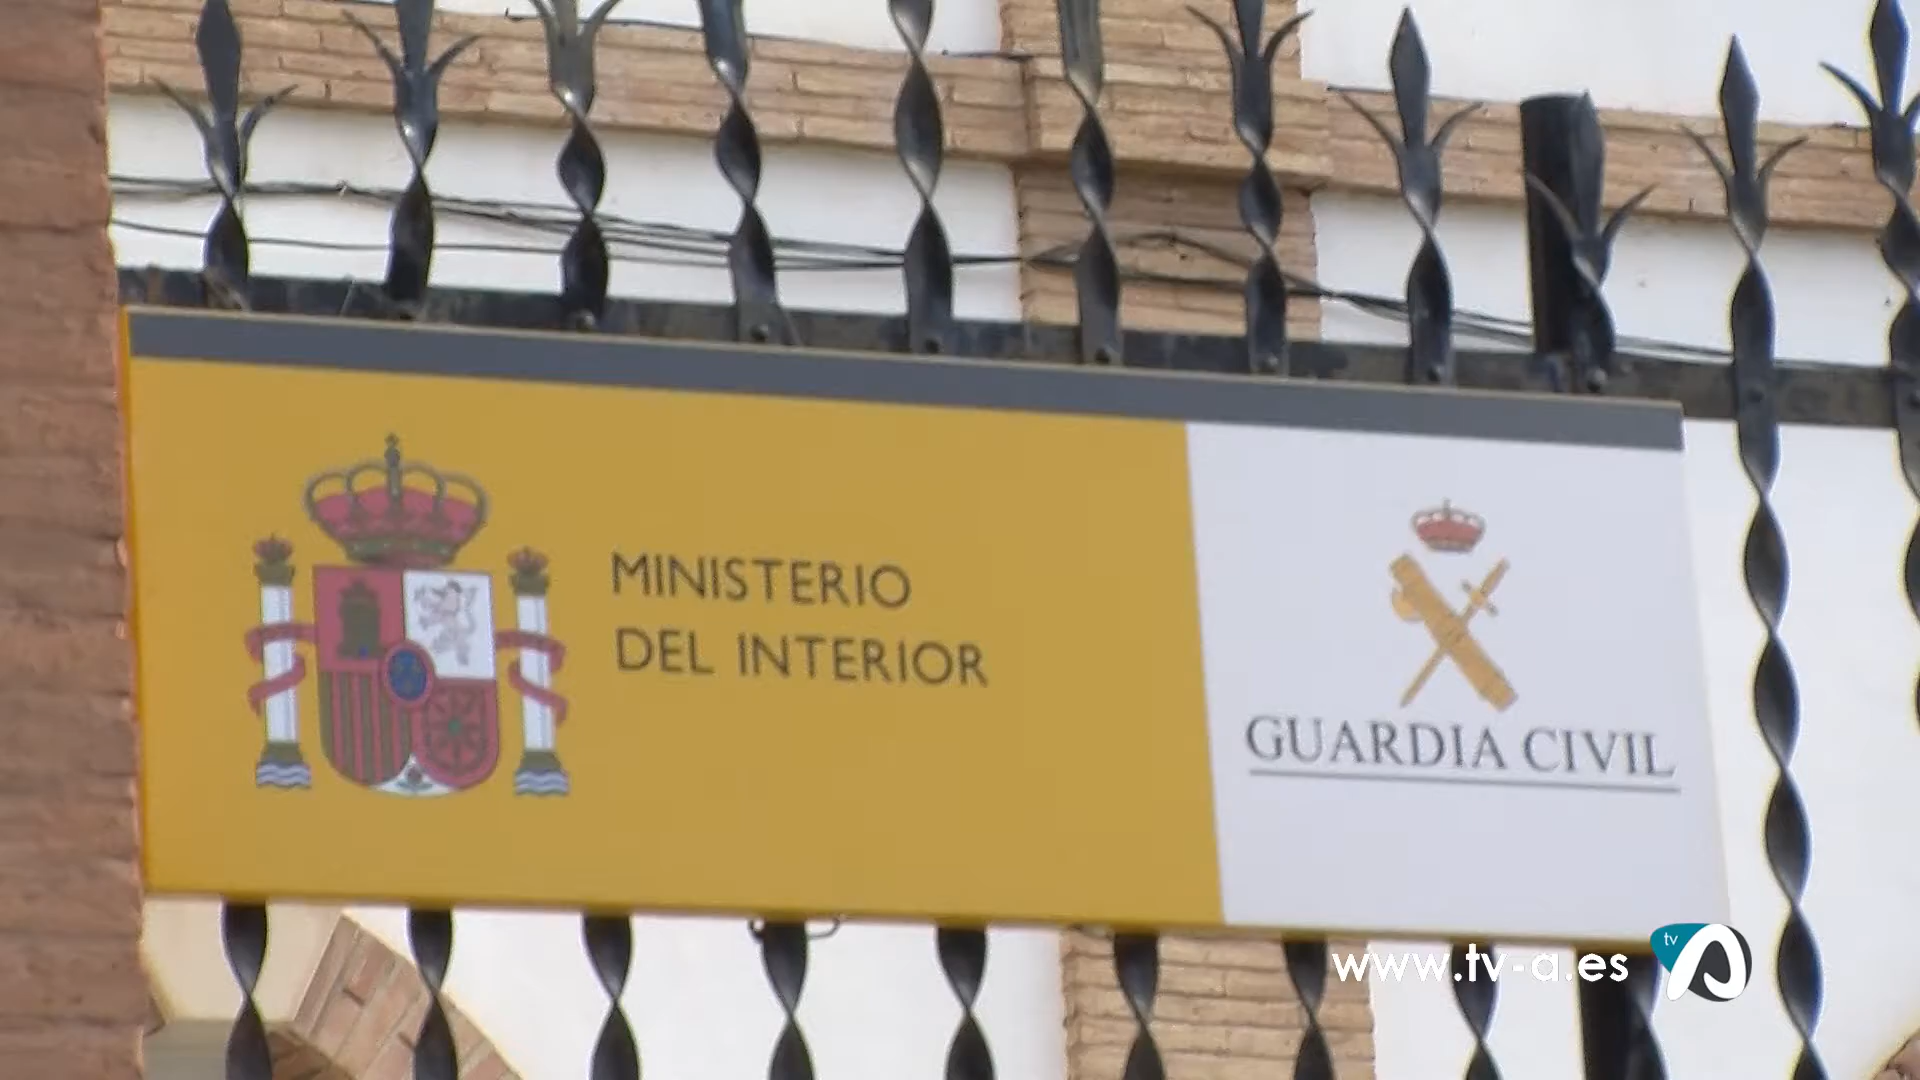 MINISTERIO
DEL INTERIOR
GUARDIA CIVIL
www.tv-a.es
tv